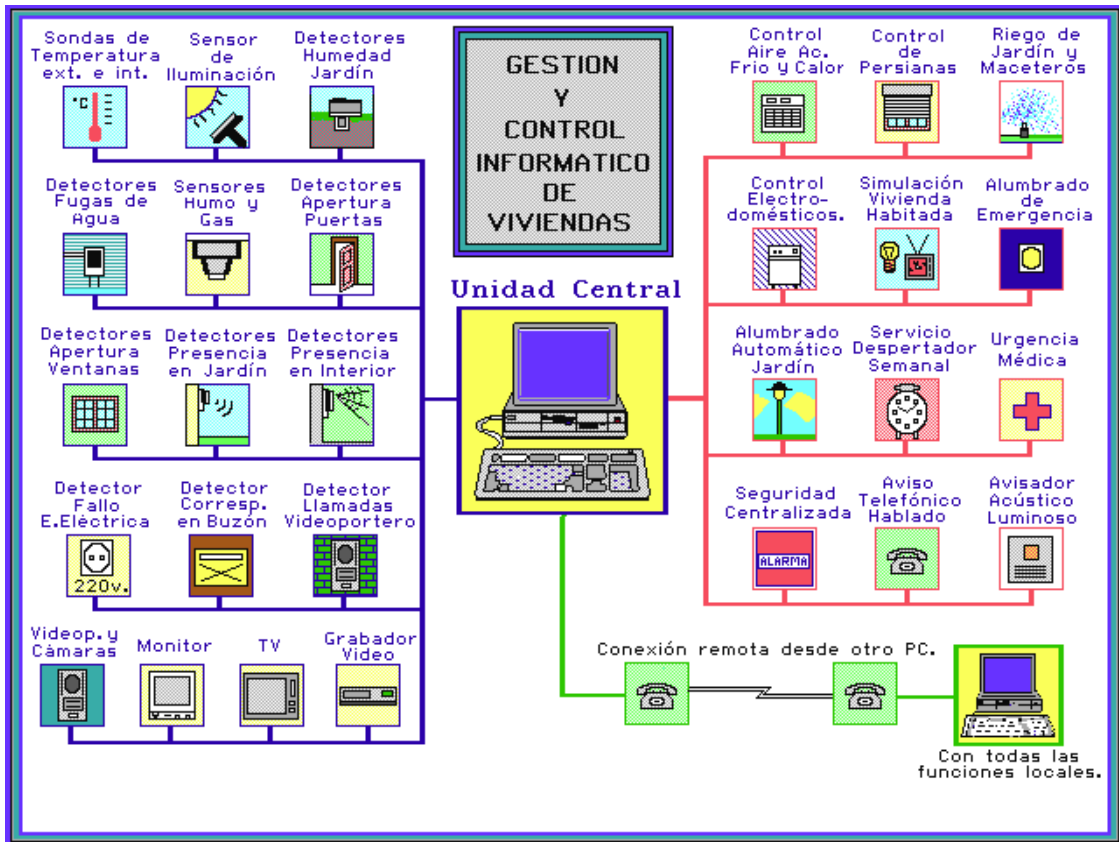 GESTION
Y
CONTROL
INFORMATICO
DE
VIVIENDAS
Sondas de
Temperatura
ext. e int.
Sensor
de
Iluminación
Detectores
Humedad
Jardín
Detectores
Fugas de
Agua
Sensores
Humo y
Gas
Detectores
Apertura
Puertas
Detectores
Apertura
Ventanas
Detectores
Presencia
en Jardín
Detectores
Presencia
en Interior
Detector
Fallo
E.Eléctrica
220v.
Detector
Corresp.
en Buzón
Detector
Llamadas
Videoportero
Videop. y
Cámaras
Monitor
TV
Grabador
Video
Unidad Central
Control
Aire Ac.
Frio y Calor
Control
de
Persianas
Riego de
Jardín y
Maceteros
Control
Electro-
domésticos.
Simulación
Vivienda
Habitada
Alumbrado
de
Emergencia
Alumbrado
Automático
Jardín
Servicio
Despertador
Semanal
Urgencia
Médica
Seguridad
Centralizada
ALARMA
Aviso
Telefónico
Hablado
Avisador
Acústico
Luminoso
Conexión remota desde otro PC.
Con todas las
funciones locales.
°C